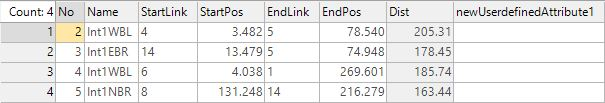 Count: 4 No Name StartLink StartPos EndLink EndPos Dist newUserdefinedAttribute1
1 2 Int1WBL 4 3.482 5 78.540 205.31
2 3 Int1EBR 14 13.479 5 74.948 178.45
3 4 Int1WBL 6 4.038 1 269.601 185.74
4 5 Int1NBR 8 131.248 14 216.279 163.44